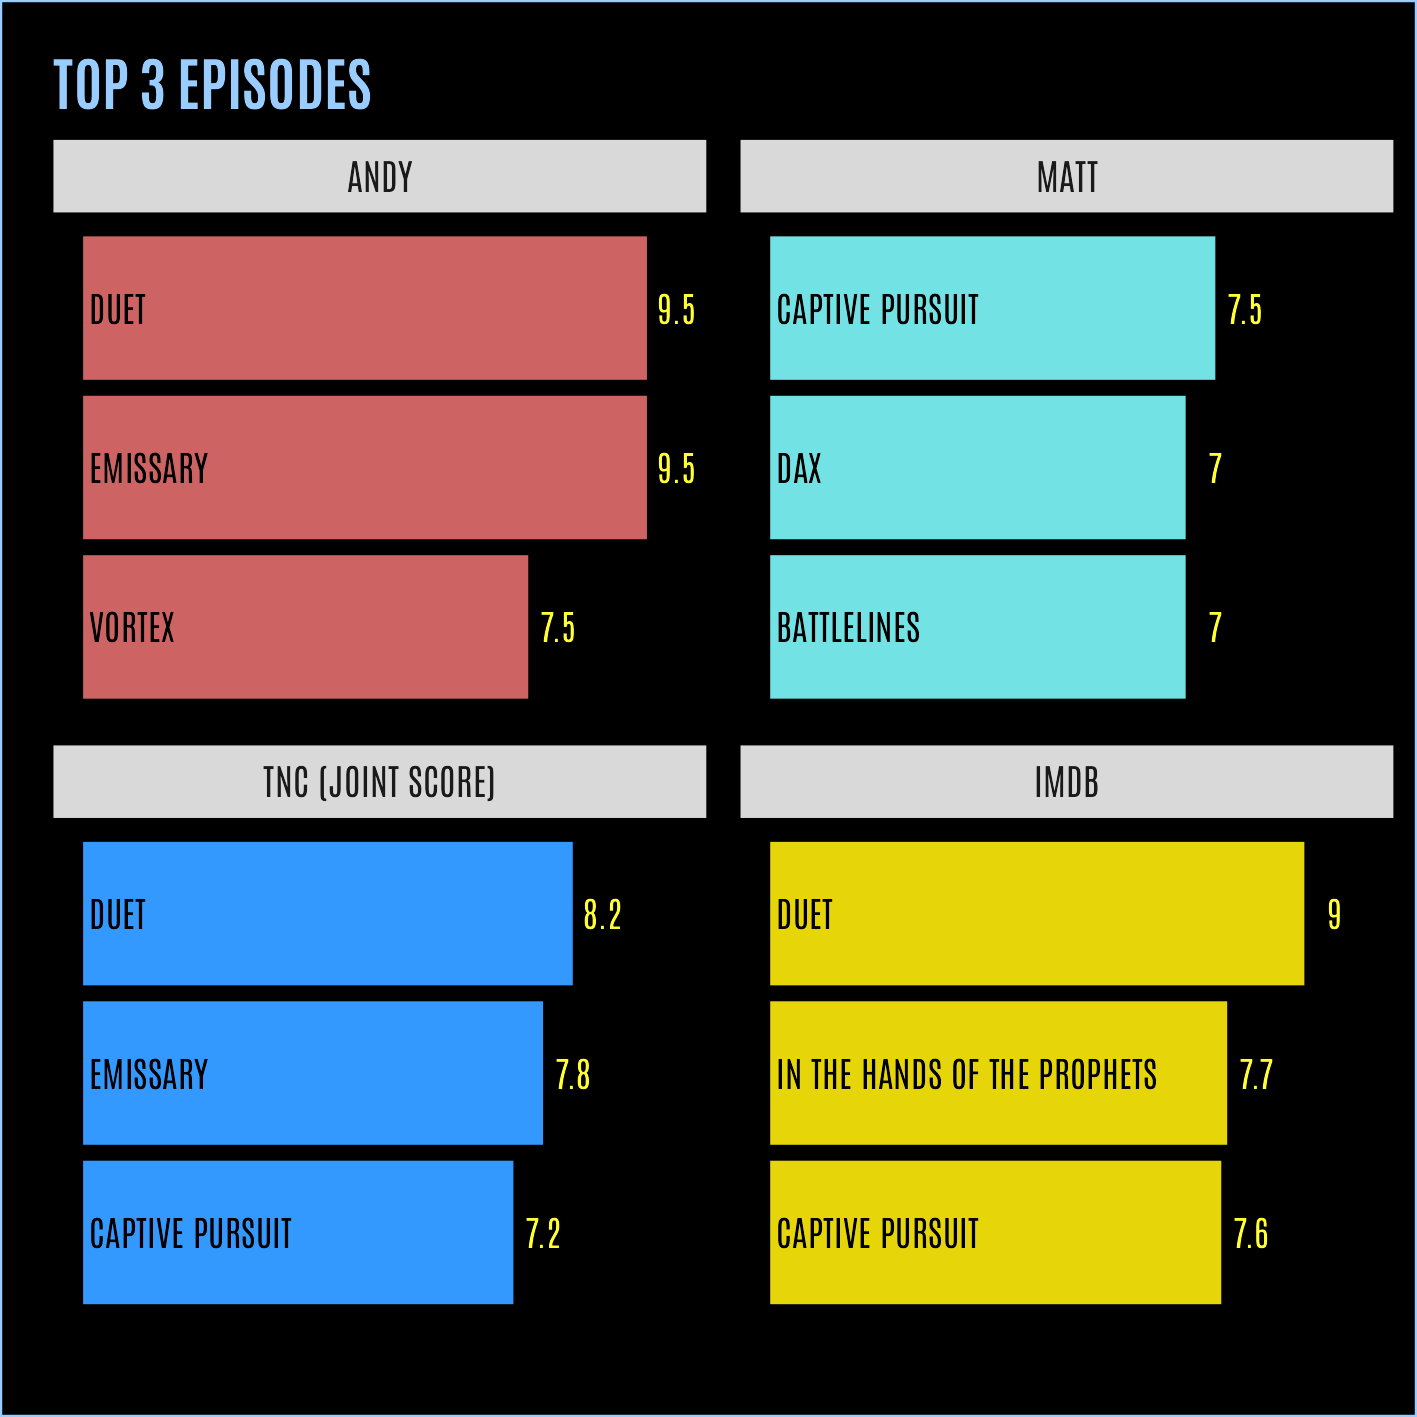 TOP 3 EPISODES
ANDY
DUET 9.5
EMISSARY 9.5
VORTEX 7.5
MATT
CAPTIVE PURSUIT 7.5
DAX 7
BATTLELINES 7
TNC (JOINT SCORE)
DUET 8.2
EMISSARY 7.8
CAPTIVE PURSUIT 7.2
IMDB
DUET 9
IN THE HANDS OF THE PROPHETS 7.7
CAPTIVE PURSUIT 7.6